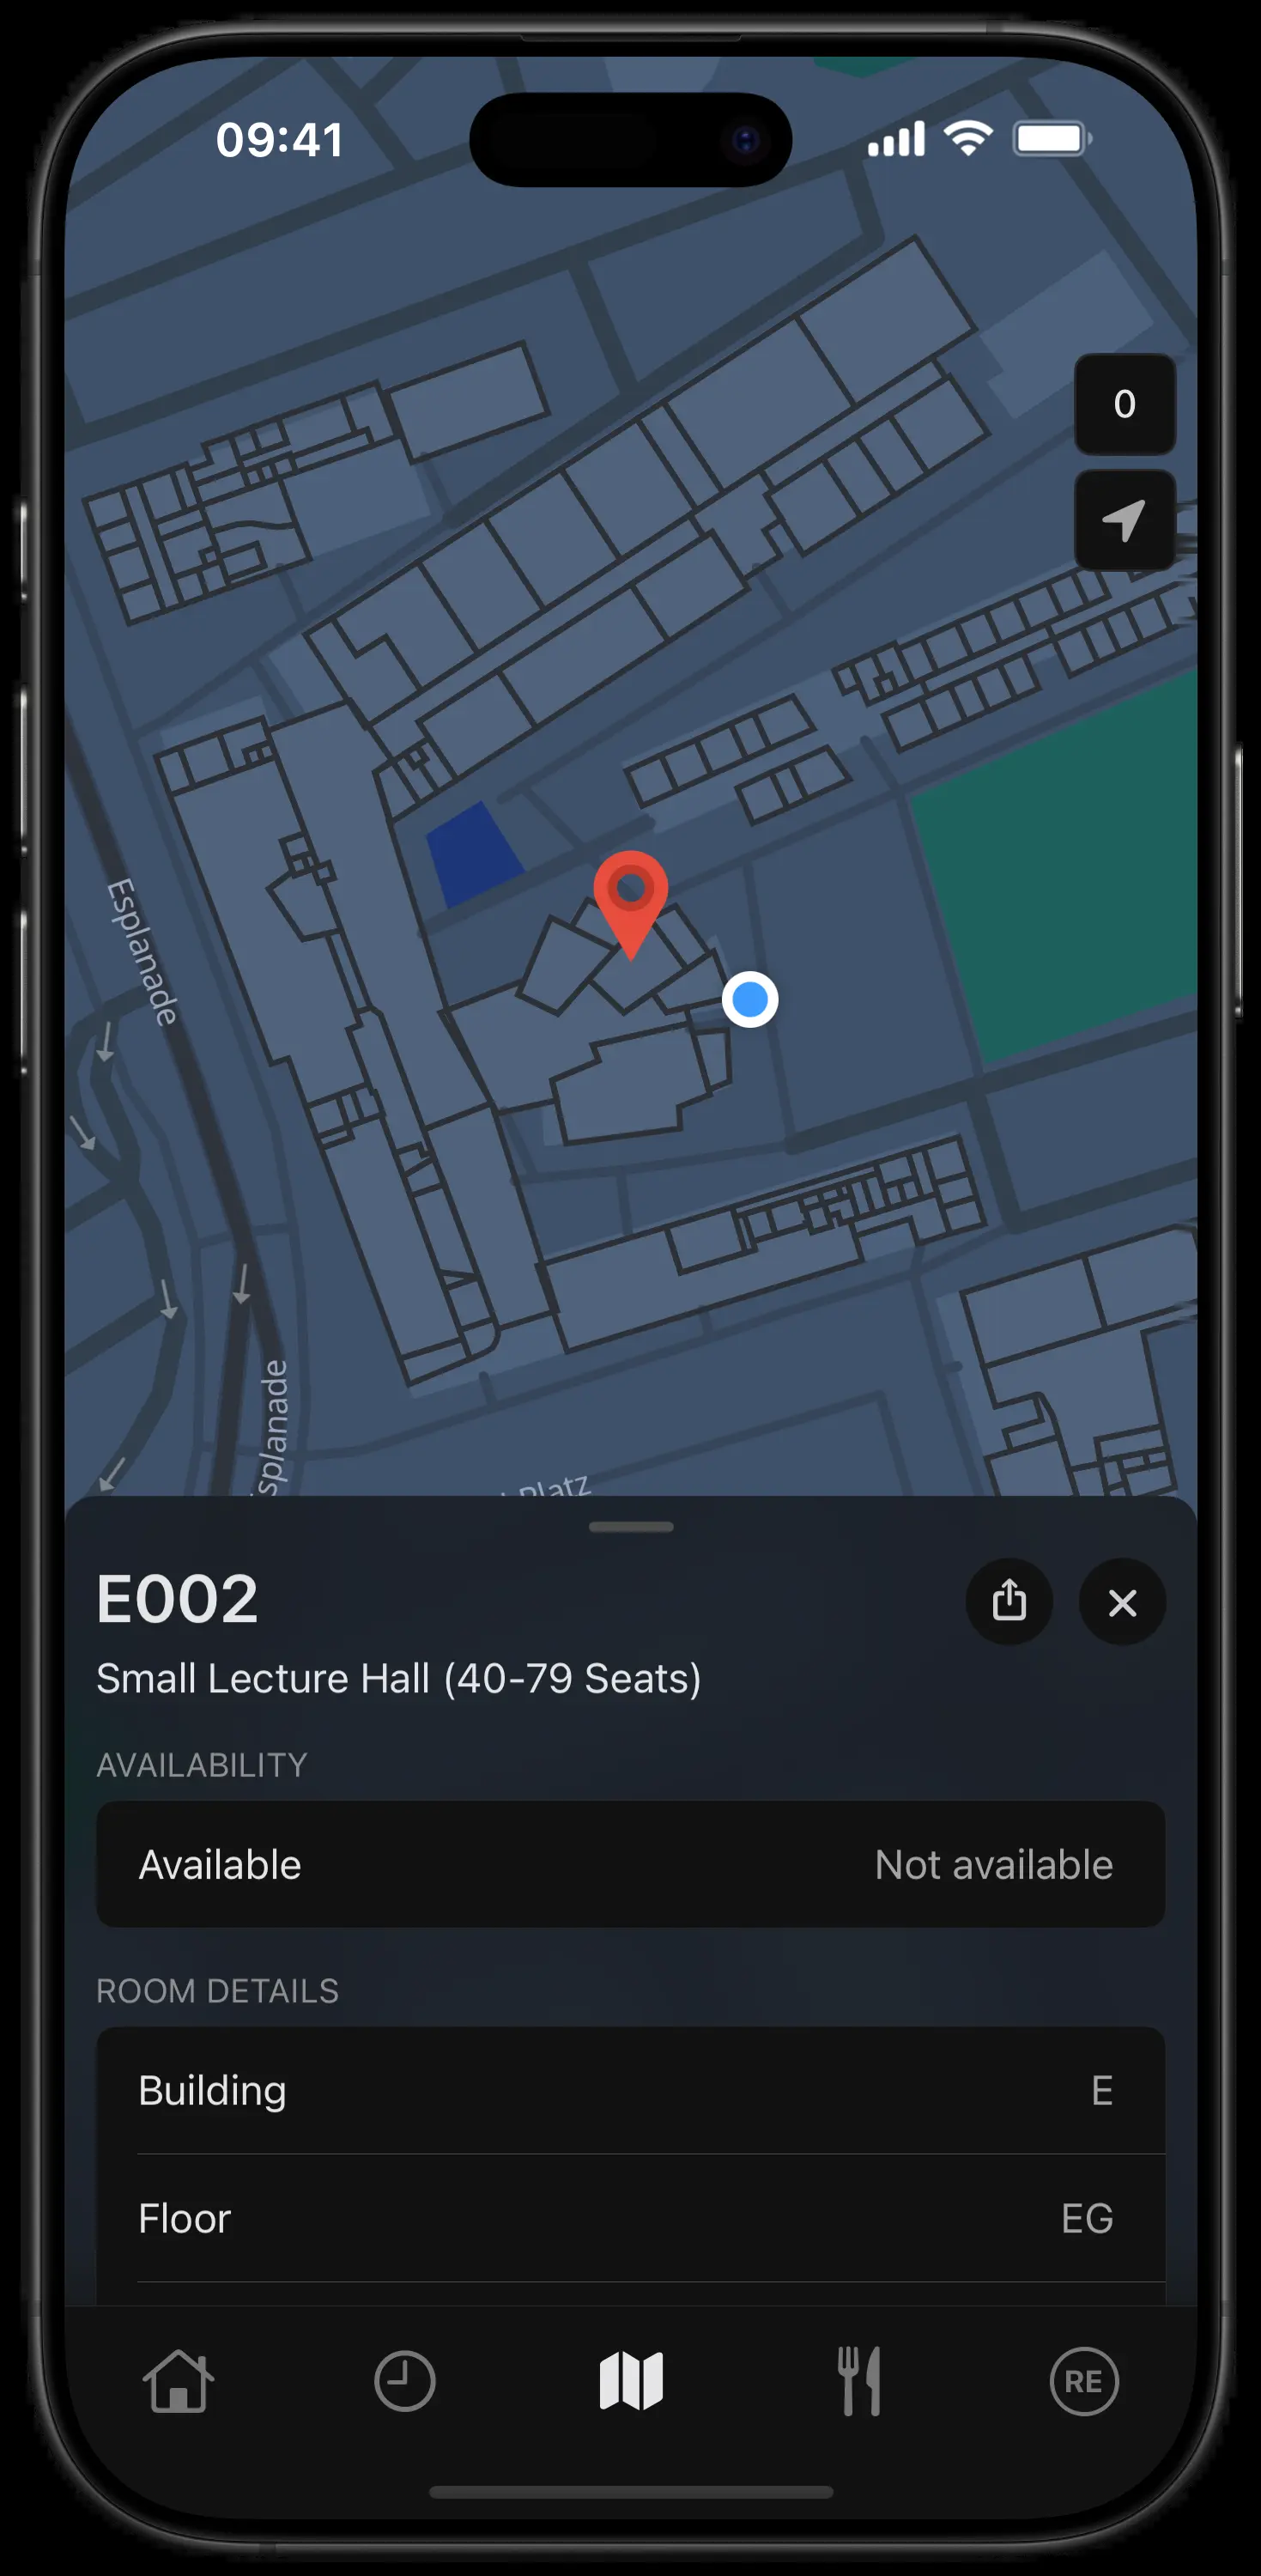 09:41
0
Esplanade
splanade
Platz
E002
Small Lecture Hall (40-79 Seats)
AVAILABILITY
Available Not available
ROOM DETAILS
Building E
Floor EG
RE